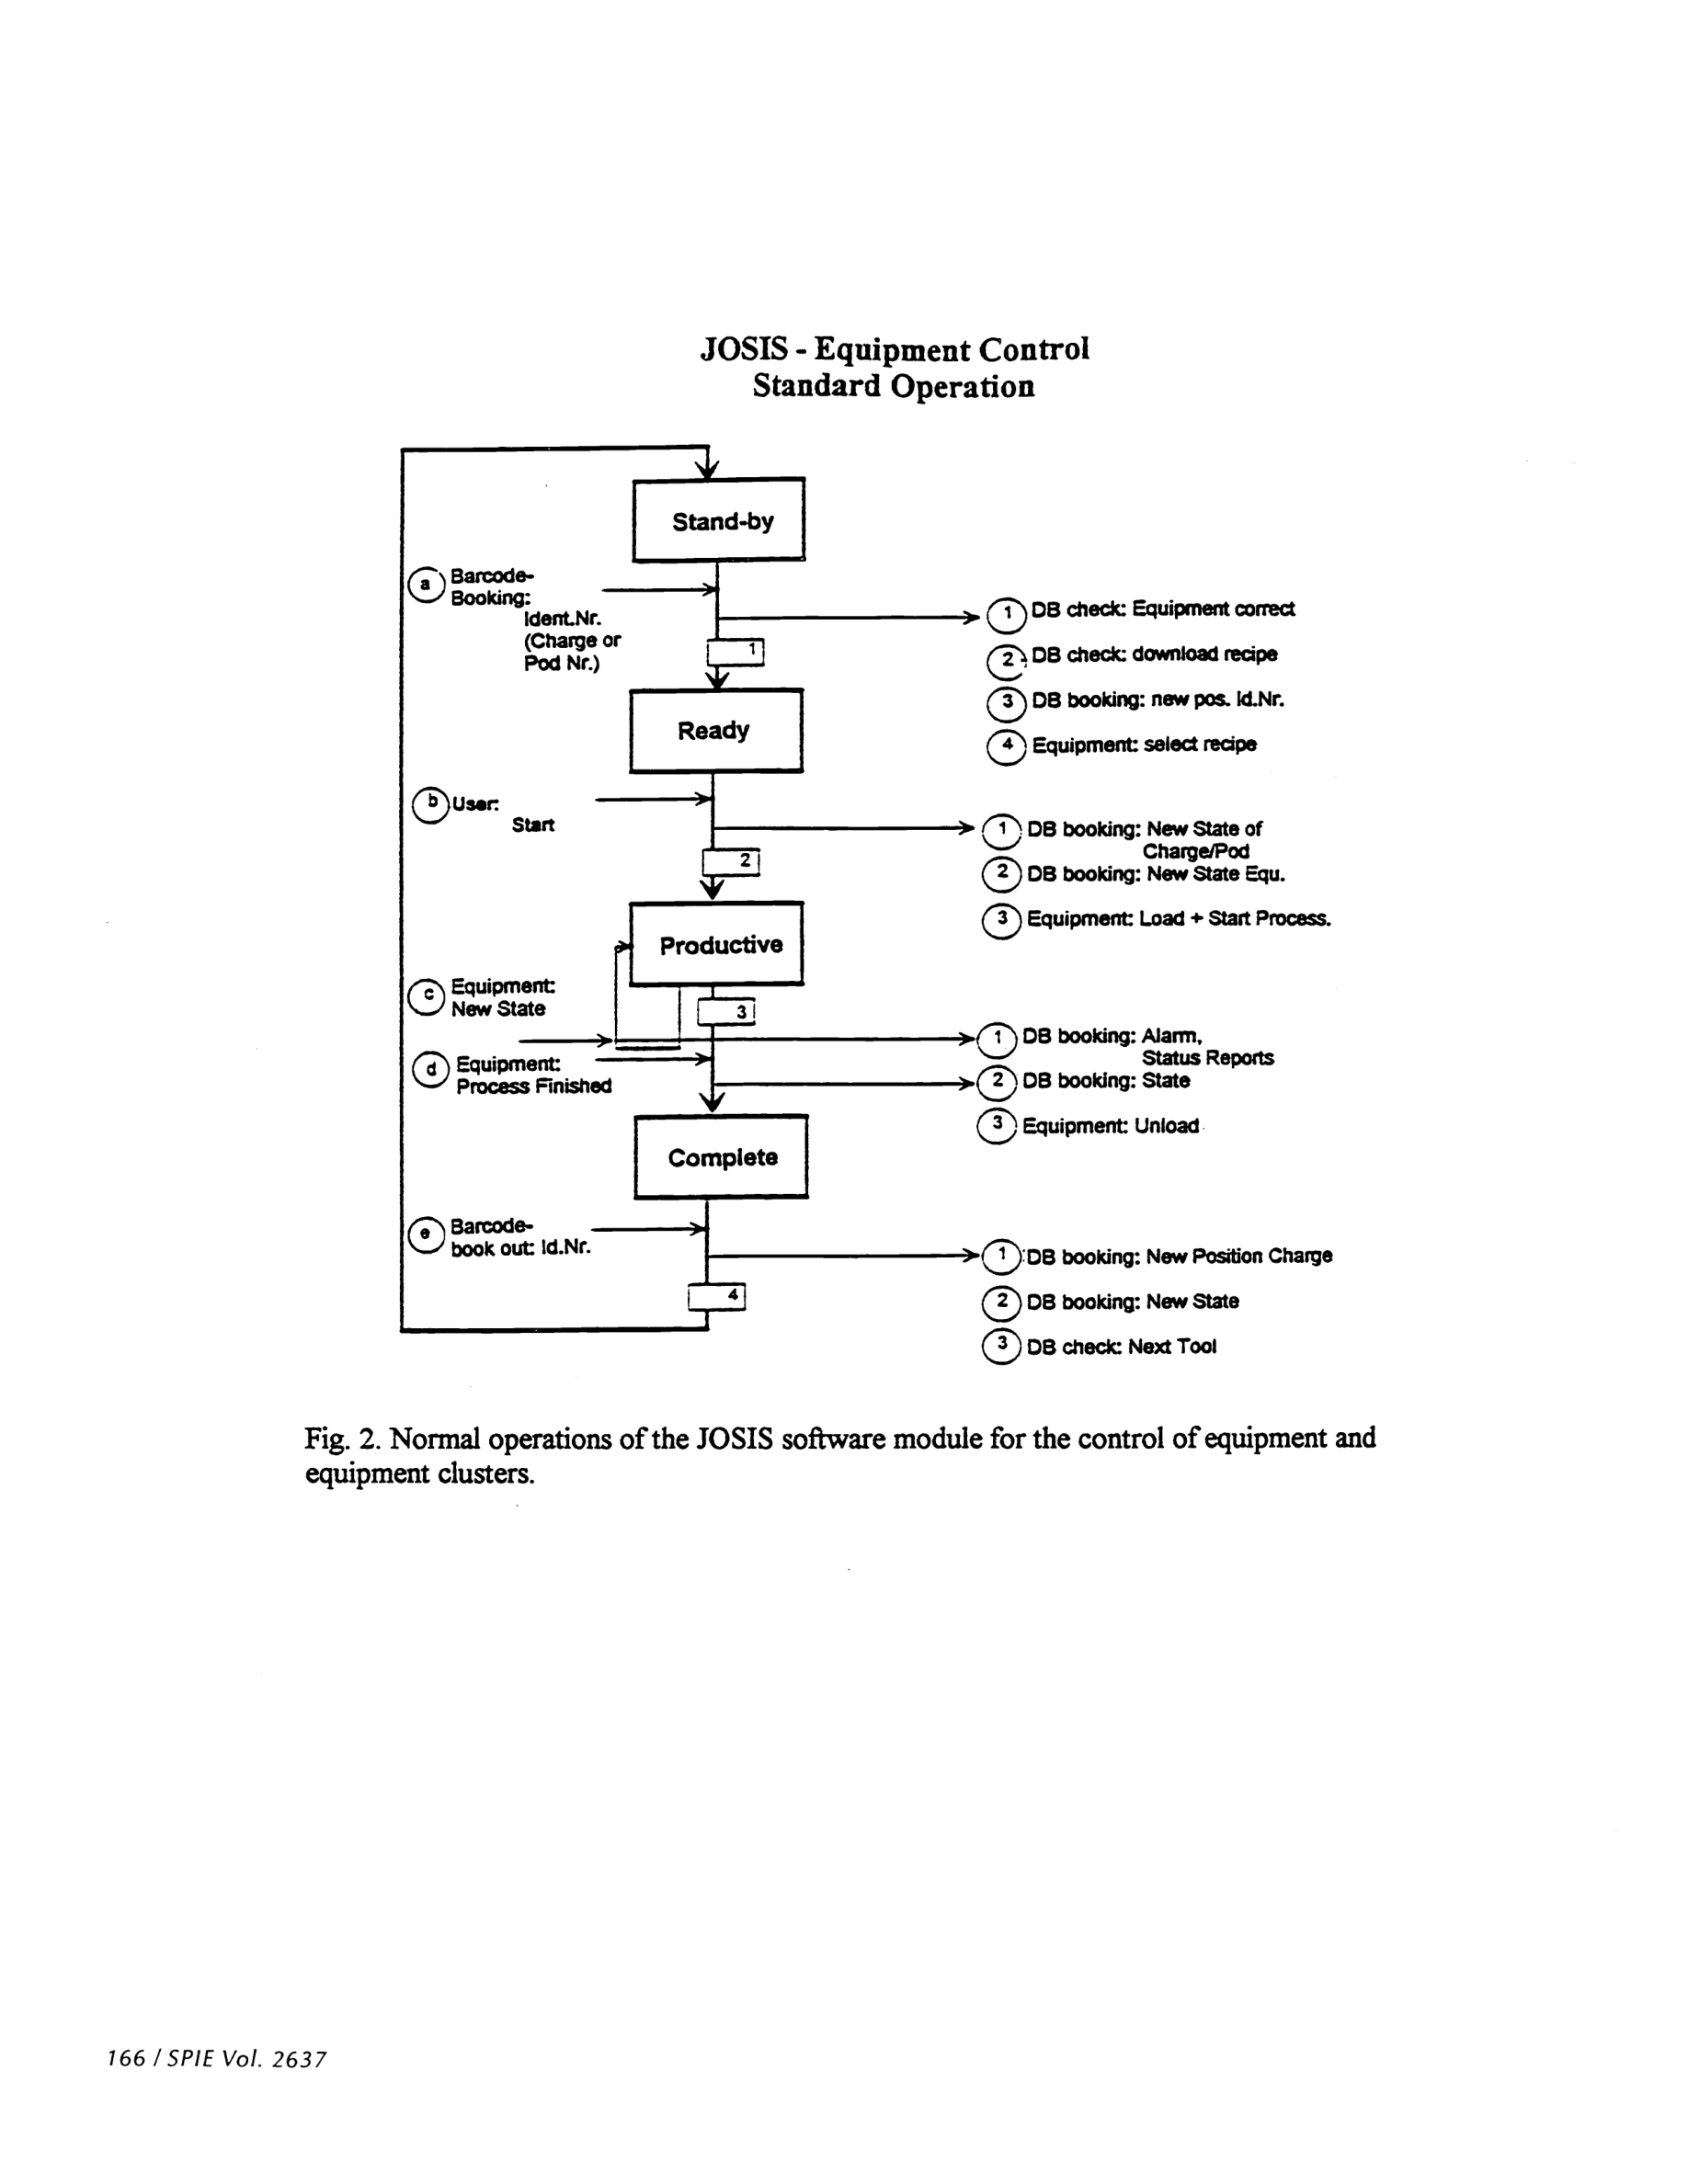 JOSIS - Equipment Control
Standard Operation
Stand-by
a Barcode-
Booking:
Ident.Nr.
(Charge or
Pod Nr.)
1 DB check: Equipment correct
2 DB check: download recipe
3 DB booking: new pos. Id.Nr.
4 Equipment: select recipe
1
Ready
b User:
Start
1 DB booking: New State of
Charge/Pod
2 DB booking: New State Equ.
3 Equipment: Load + Start Process.
2
Productive
c Equipment:
New State
3
d Equipment:
Process Finished
1 DB booking: Alarm,
Status Reports
2 DB booking: State
3 Equipment: Unload
Complete
e Barcode-
book out: Id.Nr.
1 DB booking: New Position Charge
2 DB booking: New State
3 DB check: Next Tool
4
Fig. 2. Normal operations of the JOSIS software module for the control of equipment and
equipment clusters.
166 / SPIE Vol. 2637